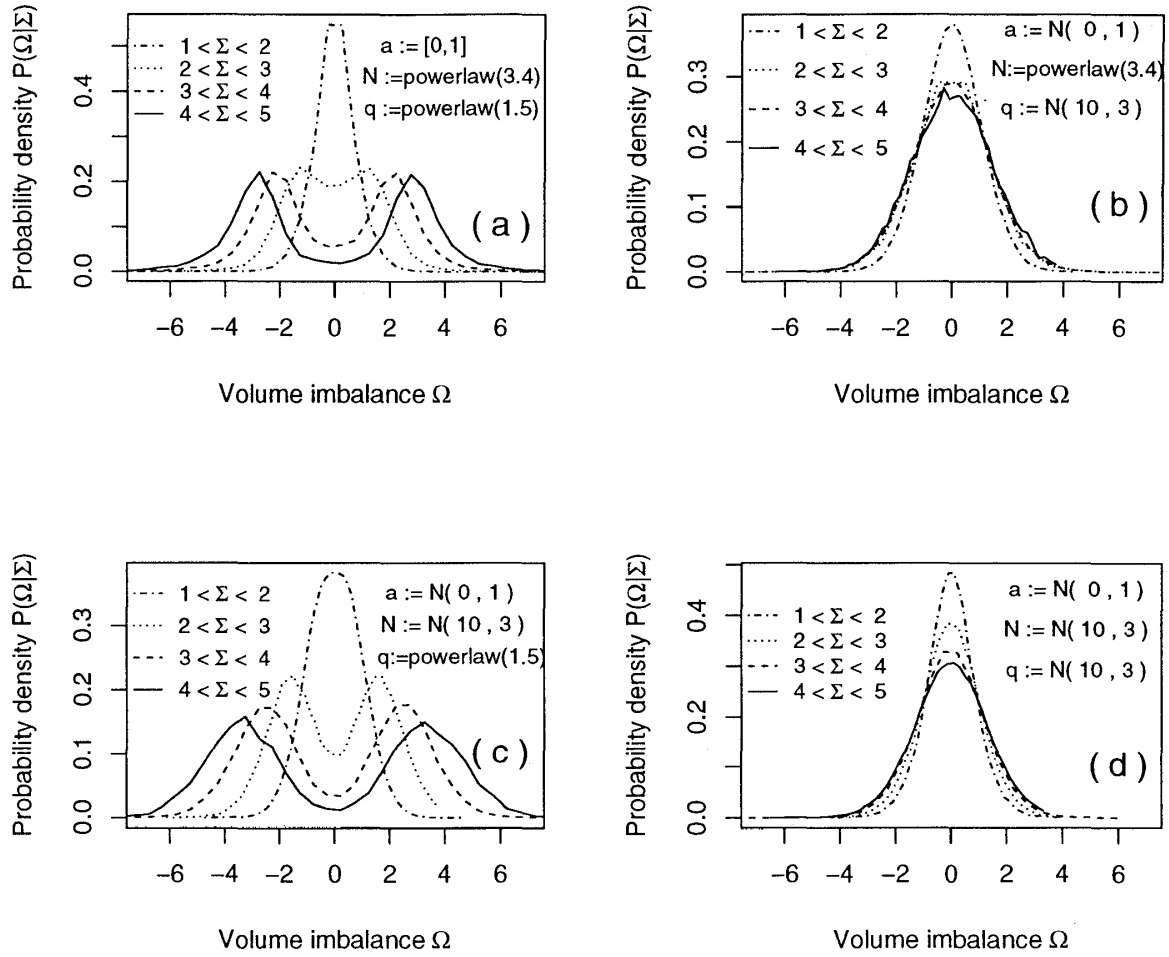 Probability density P(Ω|Σ)
0.0 0.2 0.4
1 < Σ < 2
2 < Σ < 3
3 < Σ < 4
4 < Σ < 5
a := [0,1]
N :=powerlaw(3.4)
q :=powerlaw(1.5)
(a)
−6 −4 −2 0 2 4 6
Volume imbalance Ω
Probability density P(Ω|Σ)
0.0 0.1 0.2 0.3
1 < Σ < 2
2 < Σ < 3
3 < Σ < 4
4 < Σ < 5
a := N( 0 , 1 )
N:=powerlaw(3.4)
q := N( 10 , 3 )
(b)
−6 −4 −2 0 2 4 6
Volume imbalance Ω
Probability density P(Ω|Σ)
0.0 0.1 0.2 0.3
1 < Σ < 2
2 < Σ < 3
3 < Σ < 4
4 < Σ < 5
a := N( 0 , 1 )
N := N( 10 , 3 )
q:=powerlaw(1.5)
(c)
−6 −4 −2 0 2 4 6
Volume imbalance Ω
Probability density P(Ω|Σ)
0.0 0.2 0.4
1 < Σ < 2
2 < Σ < 3
3 < Σ < 4
4 < Σ < 5
a := N( 0 , 1 )
N := N( 10 , 3 )
q := N( 10 , 3 )
(d)
−6 −4 −2 0 2 4 6
Volume imbalance Ω